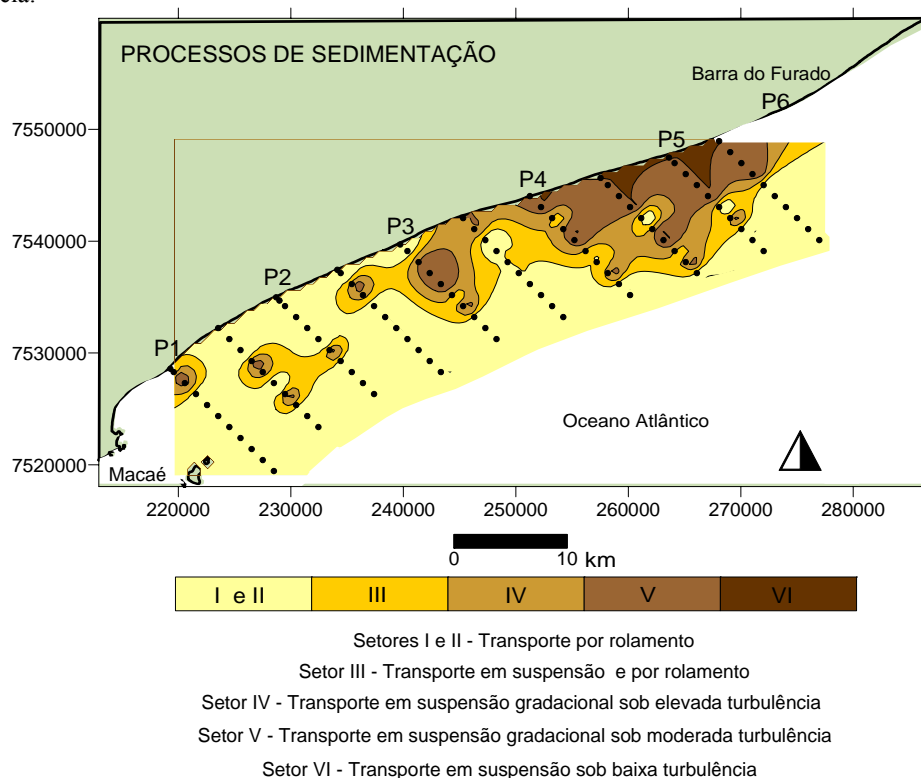 cia.
PROCESSOS DE SEDIMENTAÇÃO
Barra do Furado
P6
7550000
P5
P4
7540000
P3
P2
7530000
P1
Oceano Atlântico
7520000
Macaé
220000 230000 240000 250000 260000 270000 280000
0 10 km
I e II III IV V VI
Setores I e II - Transporte por rolamento
Setor III - Transporte em suspensão e por rolamento
Setor IV - Transporte em suspensão gradacional sob elevada turbulência
Setor V - Transporte em suspensão gradacional sob moderada turbulência
Setor VI - Transporte em suspensão sob baixa turbulência